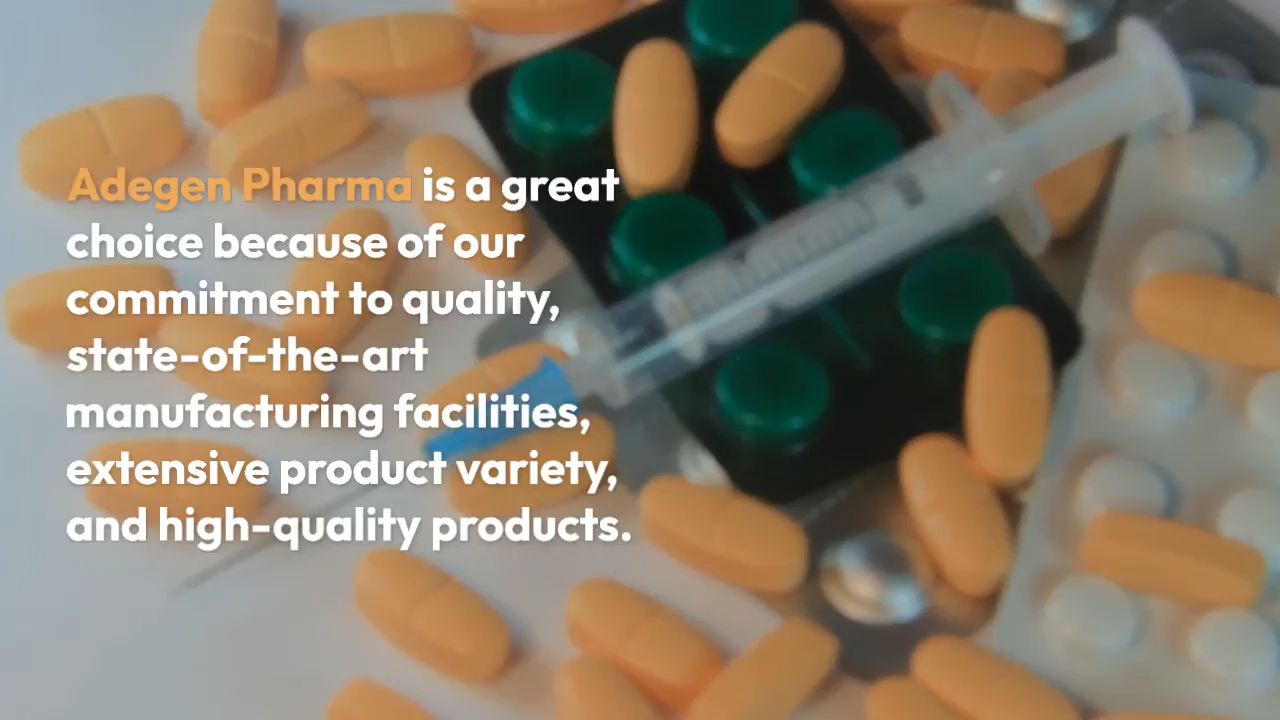 Adegen Pharma is a great
choice because of our
commitment to quality,
state-of-the-art
manufacturing facilities,
extensive product variety,
and high-quality products.